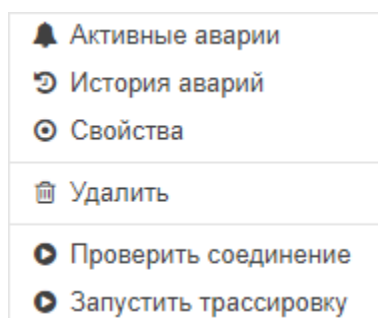 Активные аварии
История аварий
Свойства
Удалить
Проверить соединение
Запустить трассировку